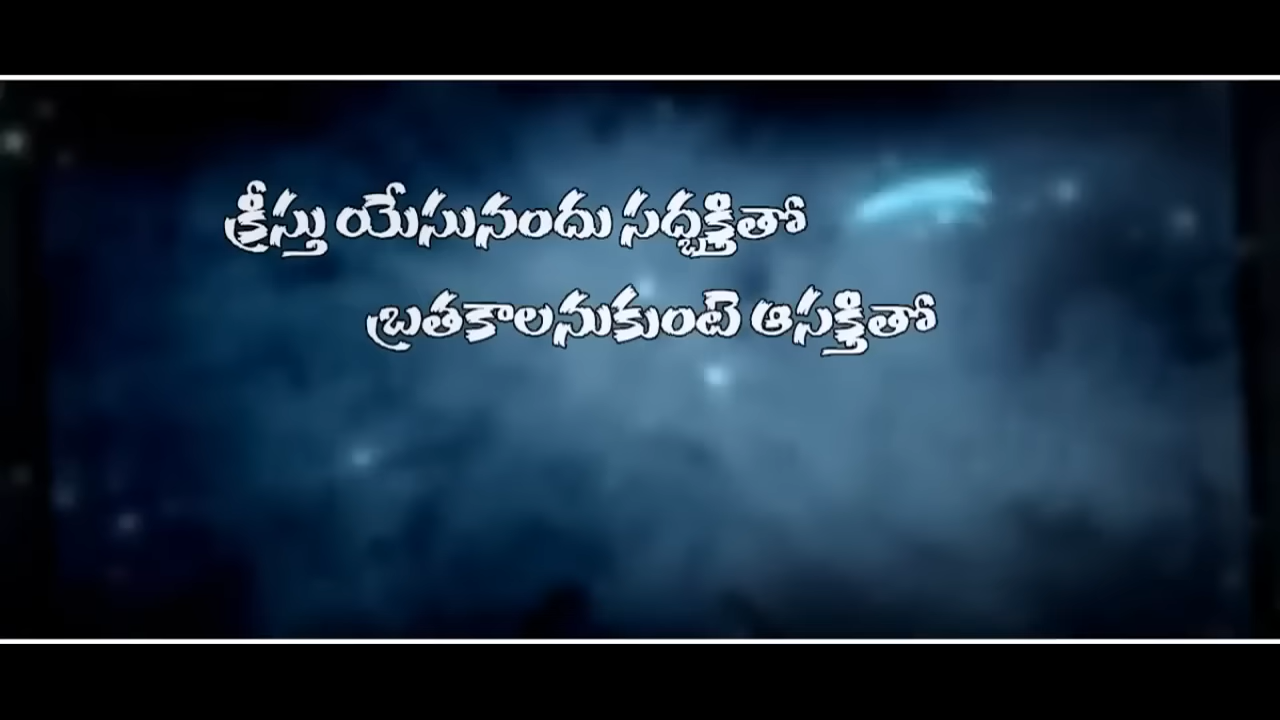 క్రీస్తు యేసునందు సద్భక్తితో
బ్రతకాలనుకుంటె ఆసక్తితో